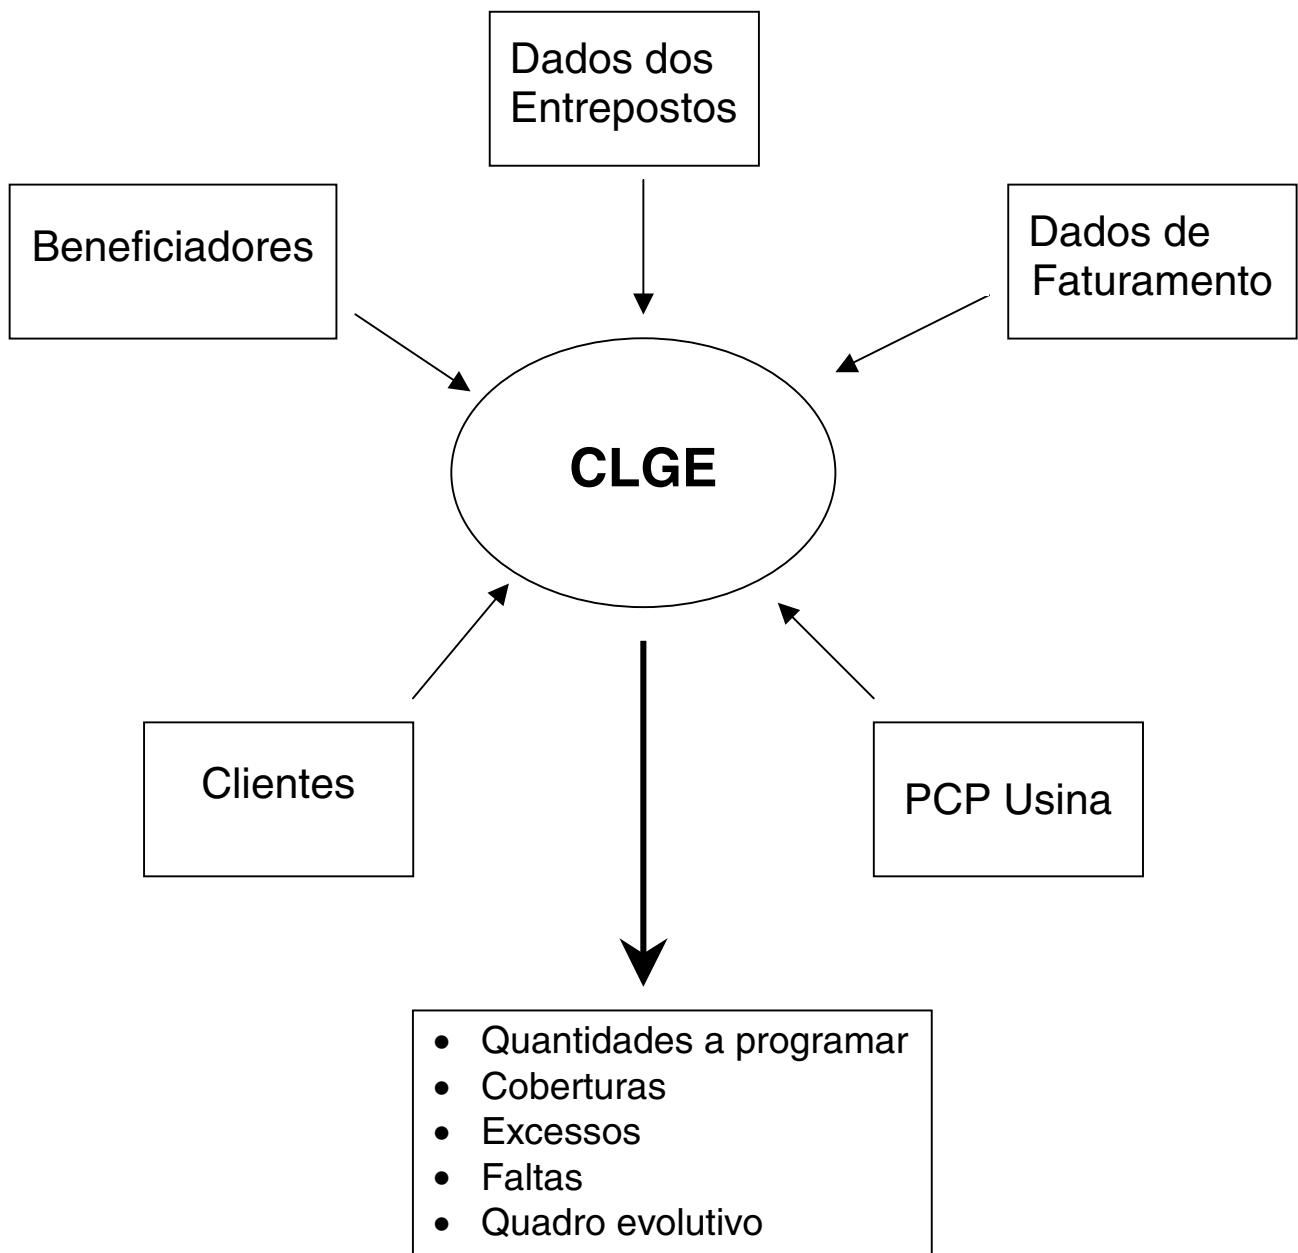 Dados dos
Entrepostos
Beneficiadores
Dados de
Faturamento
CLGE
Clientes
PCP Usina
• Quantidades a programar
• Coberturas
• Excessos
• Faltas
• Quadro evolutivo